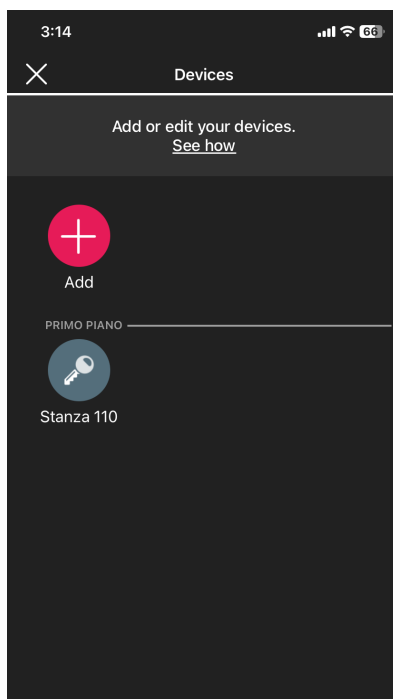 3:14
66
Devices
Add or edit your devices.
See how
Add
PRIMO PIANO
Stanza 110